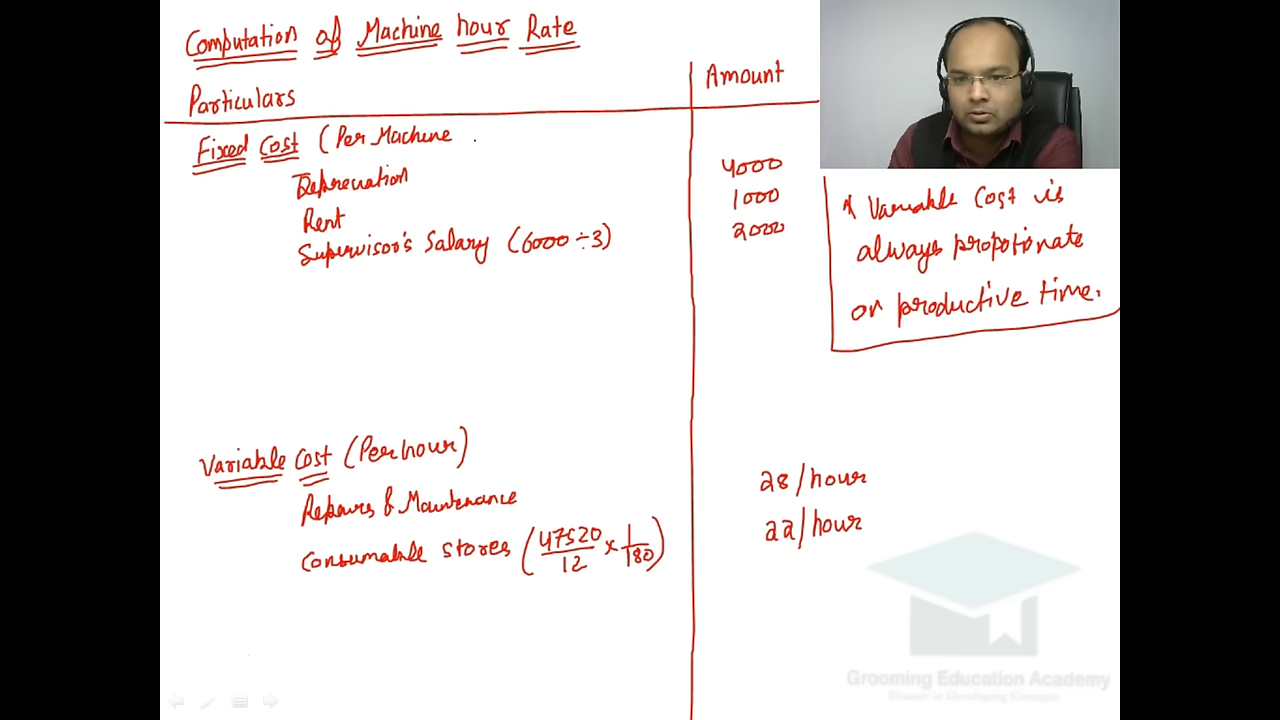 Computation of Machine hour Rate
Particulars
Amount
Fixed Cost (Per Machine
Depreciation
4000
Rent
1000
Supervisor's Salary (6000 ÷ 3)
2000
* Variable Cost is
always propotionate
on productive time.
Variable Cost (Per hour)
Repairs & Maintenance
28/hour
Consumable stores (47520/12 × 1/180)
22/hour
Grooming Education Academy